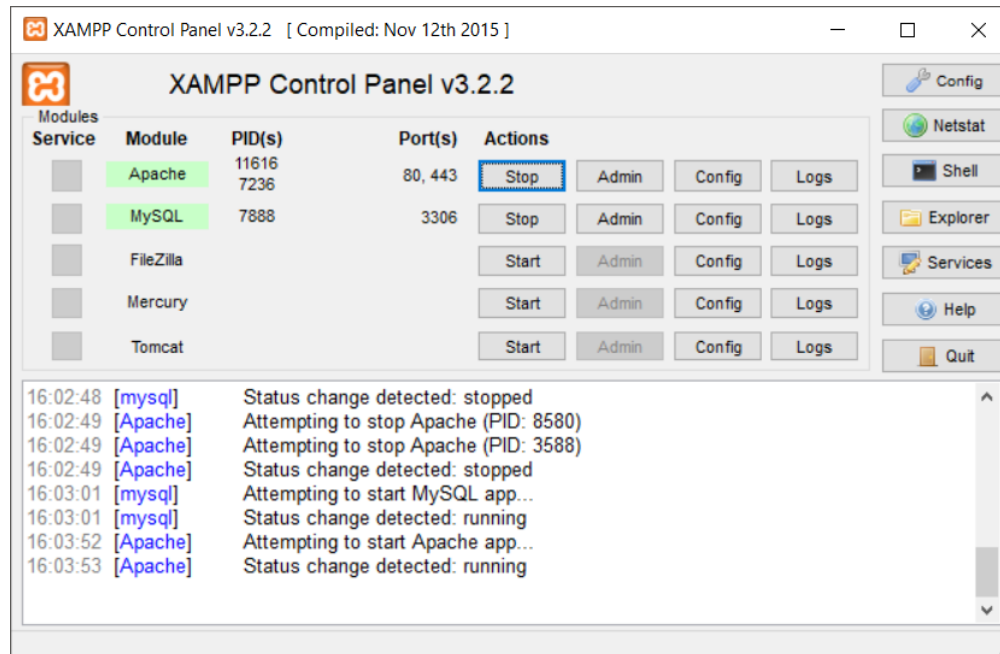 XAMPP Control Panel v3.2.2 [ Compiled: Nov 12th 2015 ]
XAMPP Control Panel v3.2.2
Config
Modules
Netstat
Service Module PID(s) Port(s) Actions
Apache 11616 7236 80, 443 Stop Admin Config Logs
Shell
MySQL 7888 3306 Stop Admin Config Logs
Explorer
FileZilla Start Admin Config Logs
Services
Mercury Start Admin Config Logs
Help
Tomcat Start Admin Config Logs
Quit
16:02:48 [mysql] Status change detected: stopped
16:02:49 [Apache] Attempting to stop Apache (PID: 8580)
16:02:49 [Apache] Attempting to stop Apache (PID: 3588)
16:02:49 [Apache] Status change detected: stopped
16:03:01 [mysql] Attempting to start MySQL app...
16:03:01 [mysql] Status change detected: running
16:03:52 [Apache] Attempting to start Apache app...
16:03:53 [Apache] Status change detected: running